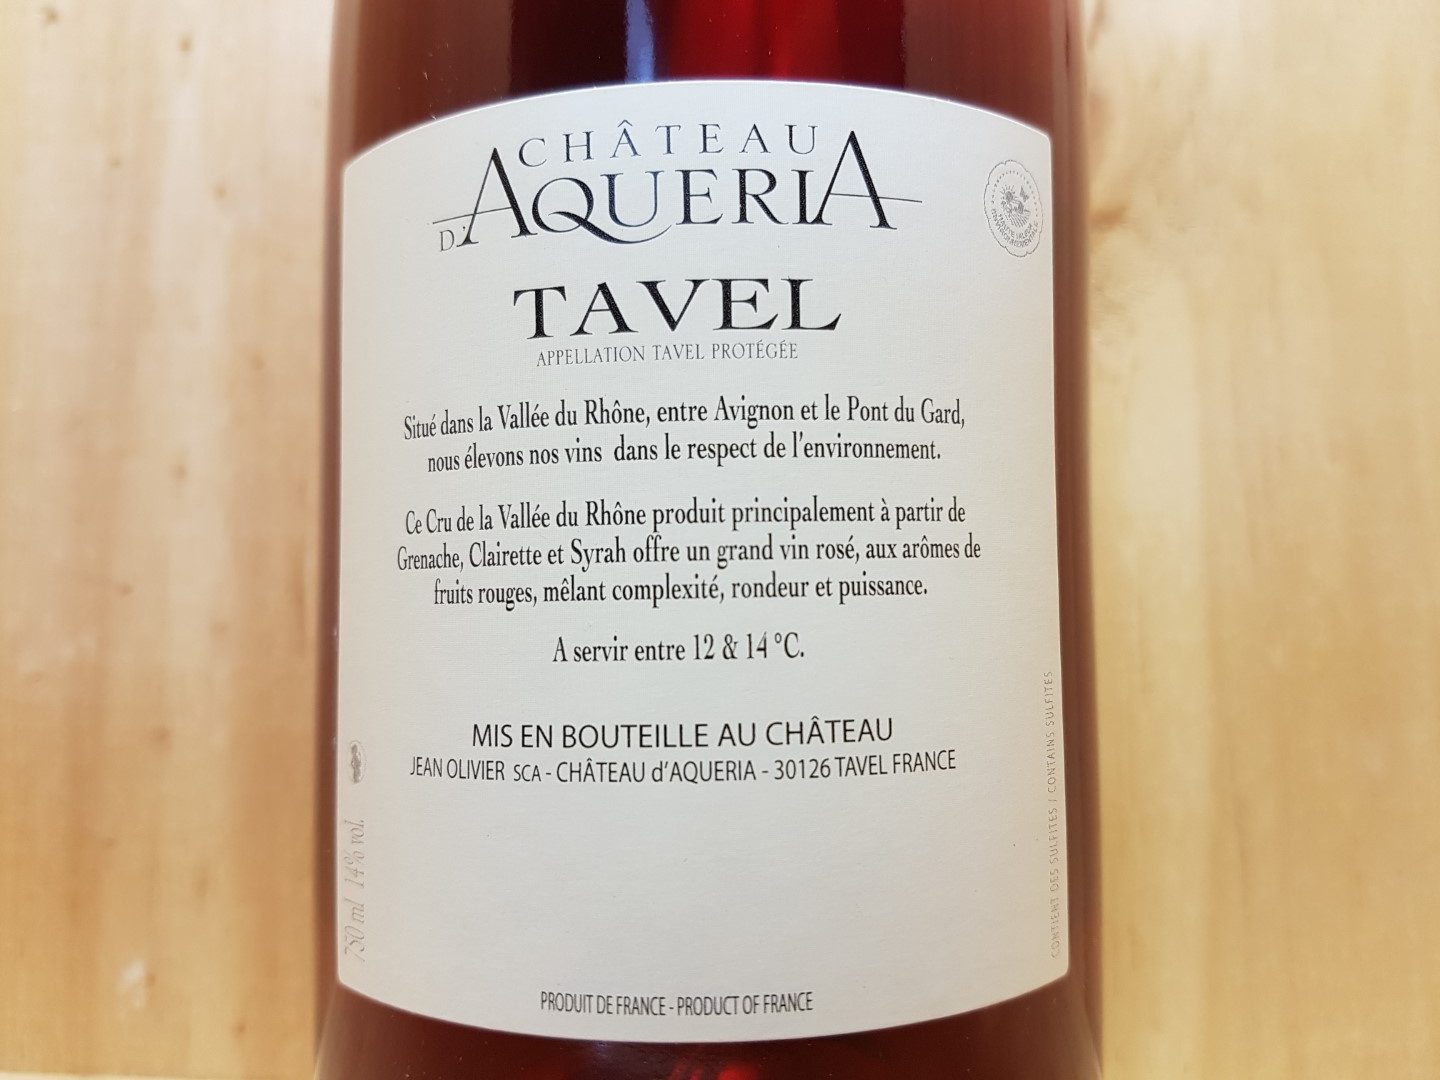 CHÂTEAU
D'AQUERIA
TAVEL
APPELLATION TAVEL PROTÉGÉE
Situé dans la Vallée du Rhône, entre Avignon et le Pont du Gard,
nous élevons nos vins dans le respect de l'environnement.
Ce Cru de la Vallée du Rhône produit principalement à partir de
Grenache, Clairette et Syrah offre un grand vin rosé, aux arômes de
fruits rouges, mêlant complexité, rondeur et puissance.
A servir entre 12 & 14 °C.
MIS EN BOUTEILLE AU CHÂTEAU
JEAN OLIVIER SCA - CHÂTEAU d'AQUERIA - 30126 TAVEL FRANCE
750 ml 14% vol.
CONTIENT DES SULFITES / CONTAINS SULFITES
PRODUIT DE FRANCE - PRODUCT OF FRANCE